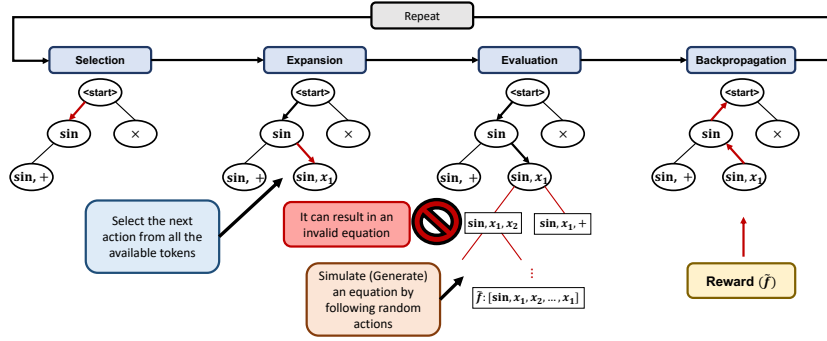 Repeat
Selection
Expansion
Evaluation
Backpropagation
<start>
sin
×
sin, +
<start>
sin
×
sin, +
sin, x₁
<start>
sin
×
sin, +
sin, x₁
<start>
sin
×
sin, +
sin, x₁
Select the next
action from all the
available tokens
It can result in an
invalid equation
sin, x₁, x₂
sin, x₁, +
Simulate (Generate)
an equation by
following random
actions
⋮
f̃: [sin, x₁, x₂, ..., x₁]
Reward (f̃)